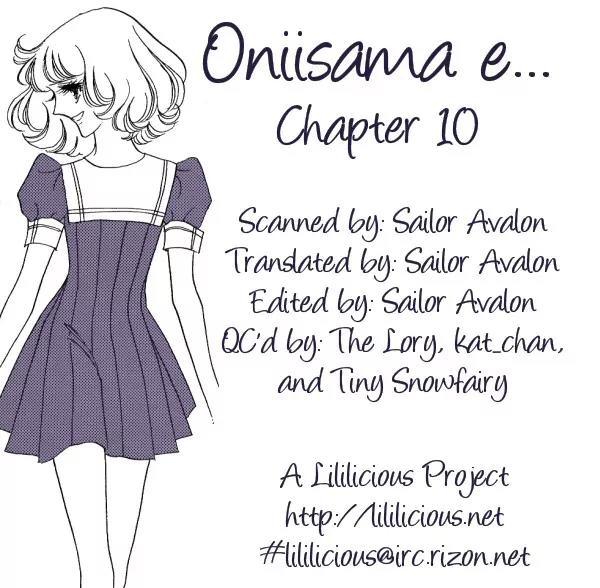 Oniisama e...
Chapter 10
Scanned by: Sailor Avalon
Translated by: Sailor Avalon
Edited by: Sailor Avalon
QC'd by: The Lory, kat_chan,
and Tiny Snowfairy
A Lililicious Project
http://lililicious.net
#lililicious@irc.rizon.net